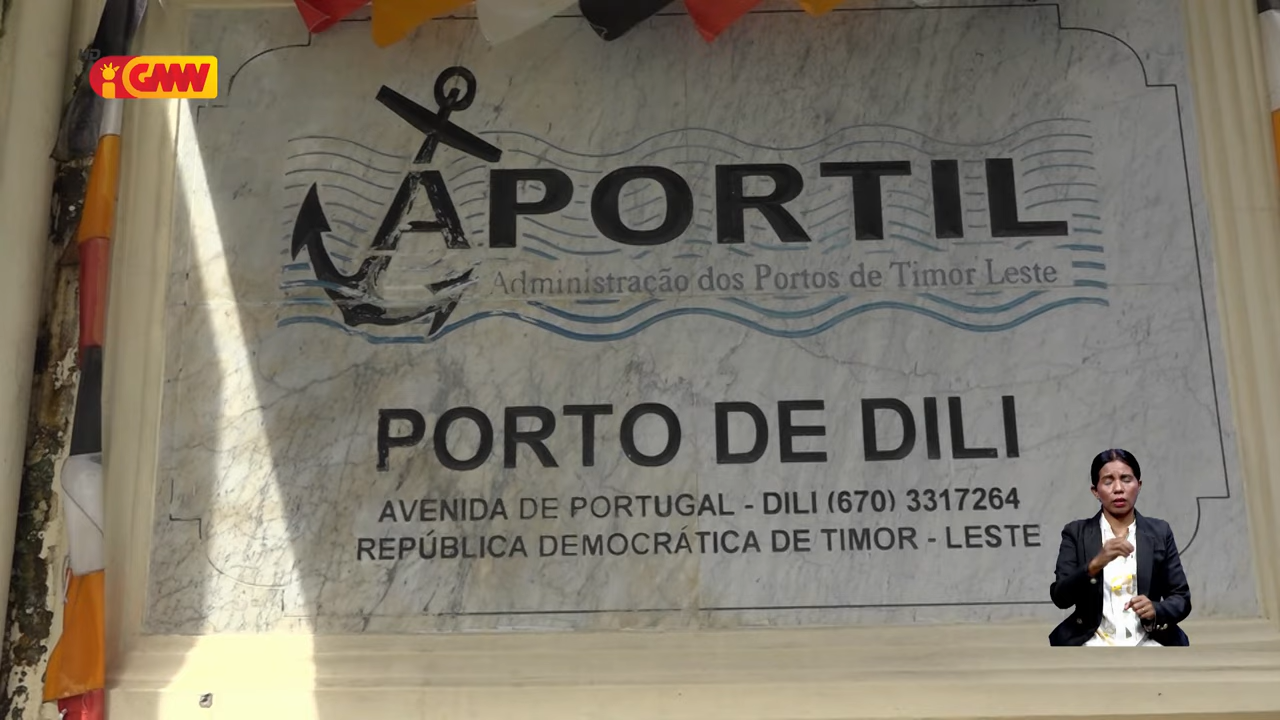 HD
GMN
APORTIL
Administração dos Portos de Timor Leste
PORTO DE DILI
AVENIDA DE PORTUGAL - DILI (670) 3317264
REPÚBLICA DEMOCRÁTICA DE TIMOR - LESTE